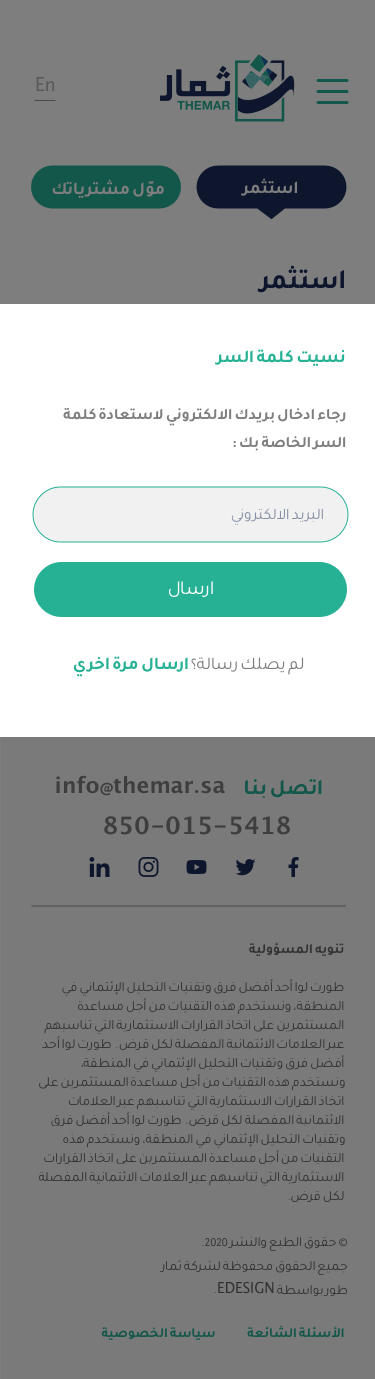 En
ثمار
THEMAR
استثمر
موّل مشترياتك
استثمر
نسيت كلمة السر
رجاء ادخال بريدك الالكتروني لاستعادة كلمة
السر الخاصة بك :
البريد الالكتروني
ارسال
لم يصلك رسالة؟ ارسال مرة اخري
اتصل بنا info@themar.sa
850-015-5418
تنويه المسؤولية
طورت لوا أحد أفضل فرق وتقنيات التحليل الإئتماني في
المنطقة، ونستخدم هذه التقنيات من أجل مساعدة
المستثمرين على اتخاذ القرارات الاستثمارية التي تناسبهم
عبر العلامات الائتمانية المفصلة لكل قرض. طورت لوا أحد
أفضل فرق وتقنيات التحليل الإئتماني في المنطقة،
ونستخدم هذه التقنيات من أجل مساعدة المستثمرين على
اتخاذ القرارات الاستثمارية التي تناسبهم عبر العلامات
الائتمانية المفصلة لكل قرض. طورت لوا أحد أفضل فرق
وتقنيات التحليل الإئتماني في المنطقة، ونستخدم هذه
التقنيات من أجل مساعدة المستثمرين على اتخاذ القرارات
الاستثمارية التي تناسبهم عبر العلامات الائتمانية المفصلة
لكل قرض.
© حقوق الطبع والنشر 2020.
جميع الحقوق محفوظة لشركة ثمار
طور بواسطة EDESIGN.
الأسئلة الشائعة
سياسة الخصوصية